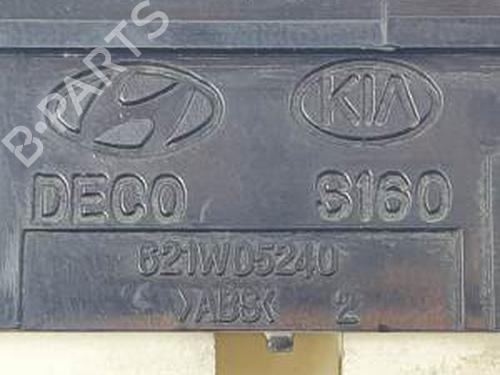 B-PARTS
KIA
DECO S160
621W05240
>ABS< 2